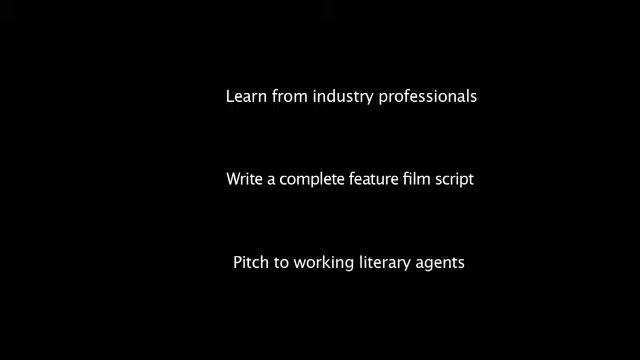 Learn from industry professionals
Write a complete feature film script
Pitch to working literary agents